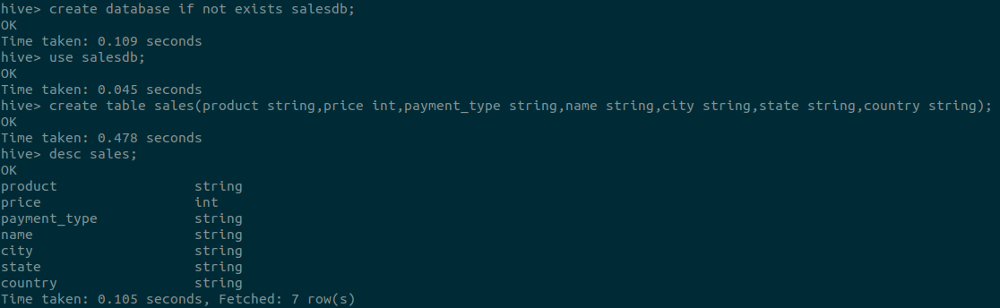 hive> create database if not exists salesdb;
OK
Time taken: 0.109 seconds
hive> use salesdb;
OK
Time taken: 0.045 seconds
hive> create table sales(product string,price int,payment_type string,name string,city string,state string,country string);
OK
Time taken: 0.478 seconds
hive> desc sales;
OK
product                 string
price                   int
payment_type            string
name                    string
city                    string
state                   string
country                 string
Time taken: 0.105 seconds, Fetched: 7 row(s)